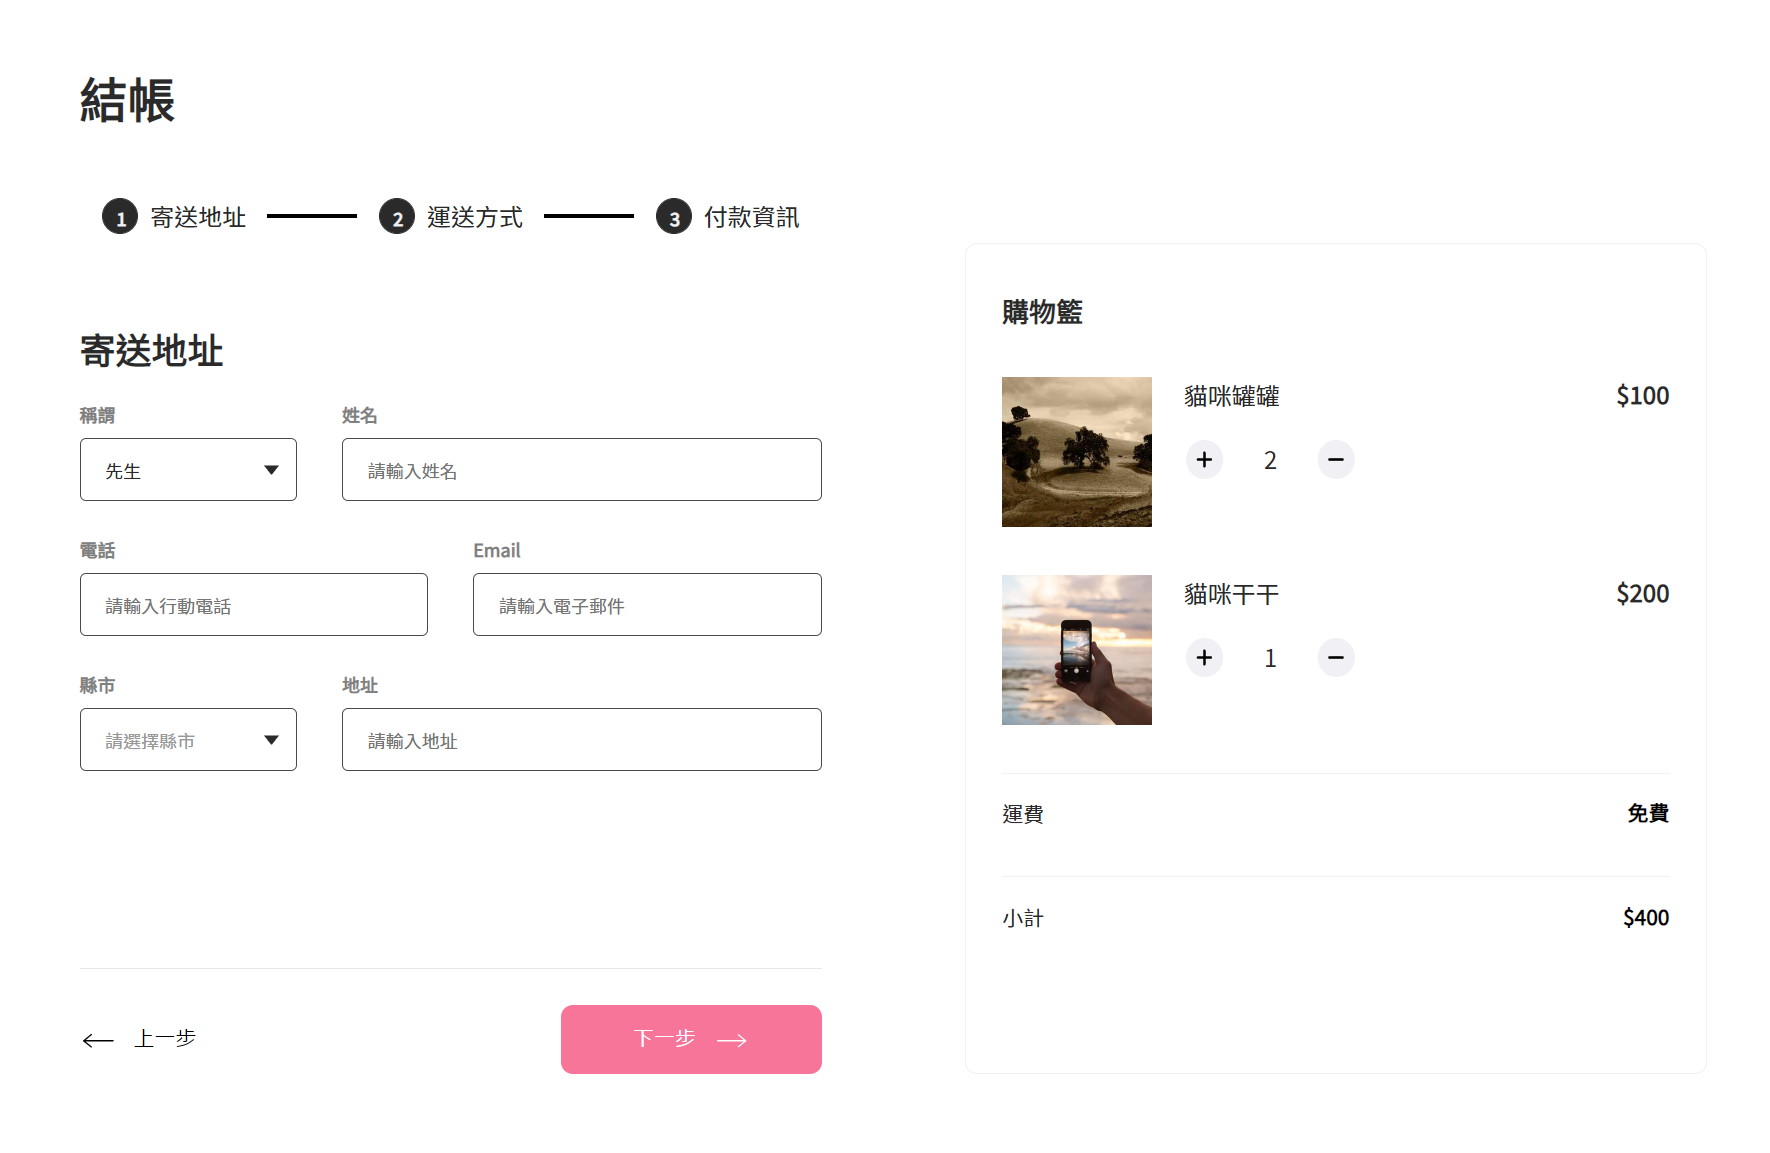 結帳
1 寄送地址 2 運送方式 3 付款資訊
寄送地址
稱謂 姓名
先生 請輸入姓名
電話 Email
請輸入行動電話 請輸入電子郵件
縣市 地址
請選擇縣市 請輸入地址
上一步 下一步
購物籃
貓咪罐罐 $100
2
貓咪干干 $200
1
運費 免費
小計 $400